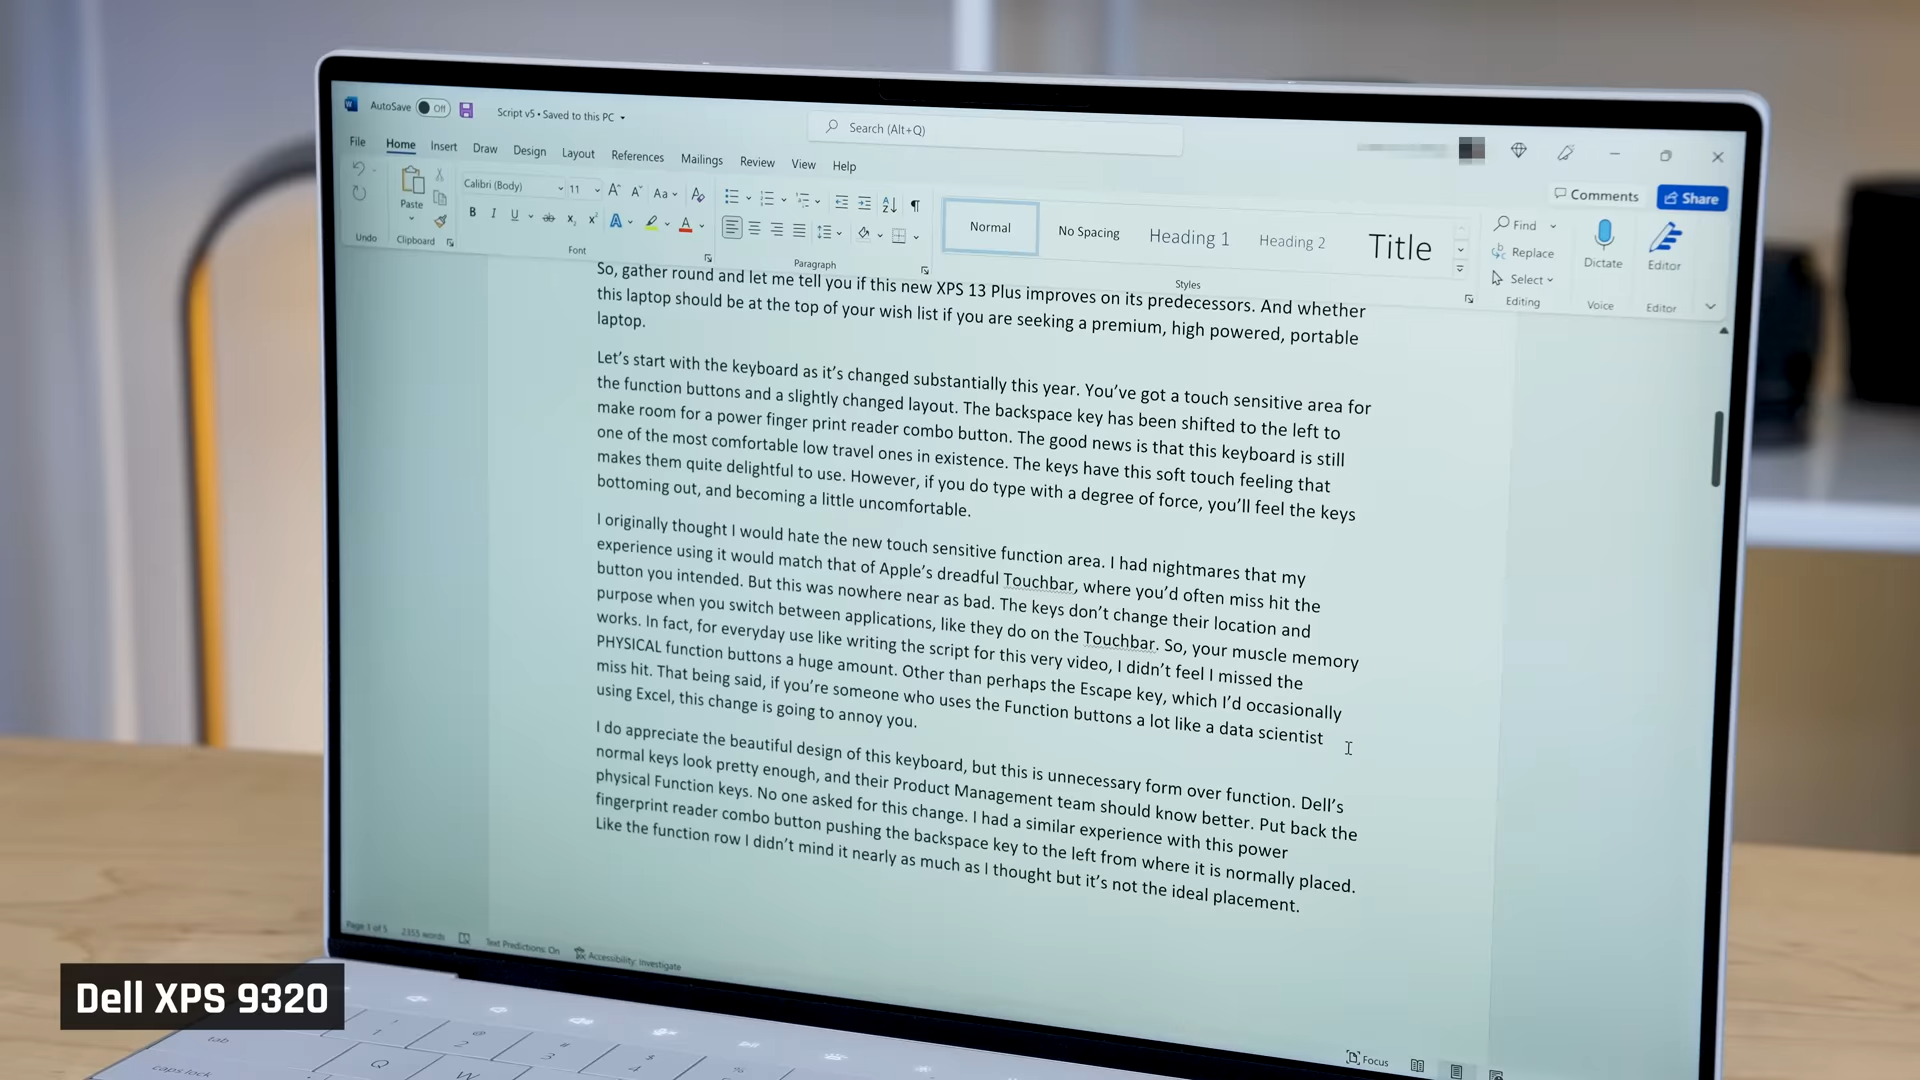 AutoSave Off Script v5 • Saved to this PC Search (Alt+Q)
File Home Insert Draw Design Layout References Mailings Review View Help
Comments Share
Paste
Calibri (Body) 11 Aa
B I U ab
Undo Clipboard Font Paragraph Styles Editing Voice Editor
Normal No Spacing Heading 1 Heading 2 Title
Find
Replace
Select
Dictate
Editor
So, gather round and let me tell you if this new XPS 13 Plus improves on its predecessors. And whether
this laptop should be at the top of your wish list if you are seeking a premium, high powered, portable
laptop.
Let's start with the keyboard as it's changed substantially this year. You've got a touch sensitive area for
the function buttons and a slightly changed layout. The backspace key has been shifted to the left to
make room for a power finger print reader combo button. The good news is that this keyboard is still
one of the most comfortable low travel ones in existence. The keys have this soft touch feeling that
makes them quite delightful to use. However, if you do type with a degree of force, you'll feel the keys
bottoming out, and becoming a little uncomfortable.
I originally thought I would hate the new touch sensitive function area. I had nightmares that my
experience using it would match that of Apple's dreadful Touchbar, where you'd often miss hit the
button you intended. But this was nowhere near as bad. The keys don't change their location and
purpose when you switch between applications, like they do on the Touchbar. So, your muscle memory
works. In fact, for everyday use like writing the script for this very video, I didn't feel I missed the
PHYSICAL function buttons a huge amount. Other than perhaps the Escape key, which I'd occasionally
miss hit. That being said, if you're someone who uses the Function buttons a lot like a data scientist
using Excel, this change is going to annoy you.
I do appreciate the beautiful design of this keyboard, but this is unnecessary form over function. Dell's
normal keys look pretty enough, and their Product Management team should know better. Put back the
physical Function keys. No one asked for this change. I had a similar experience with this power
fingerprint reader combo button pushing the backspace key to the left from where it is normally placed.
Like the function row I didn't mind it nearly as much as I thought but it's not the ideal placement.
Page 1 of 5 2153 words Text Predictions: On Accessibility: Investigate
Focus
Dell XPS 9320
tab
caps lock
1 2 3 4
Q W